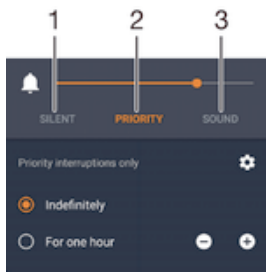 1 2 3
SILENT PRIORITY SOUND
Priority interruptions only
Indefinitely
For one hour